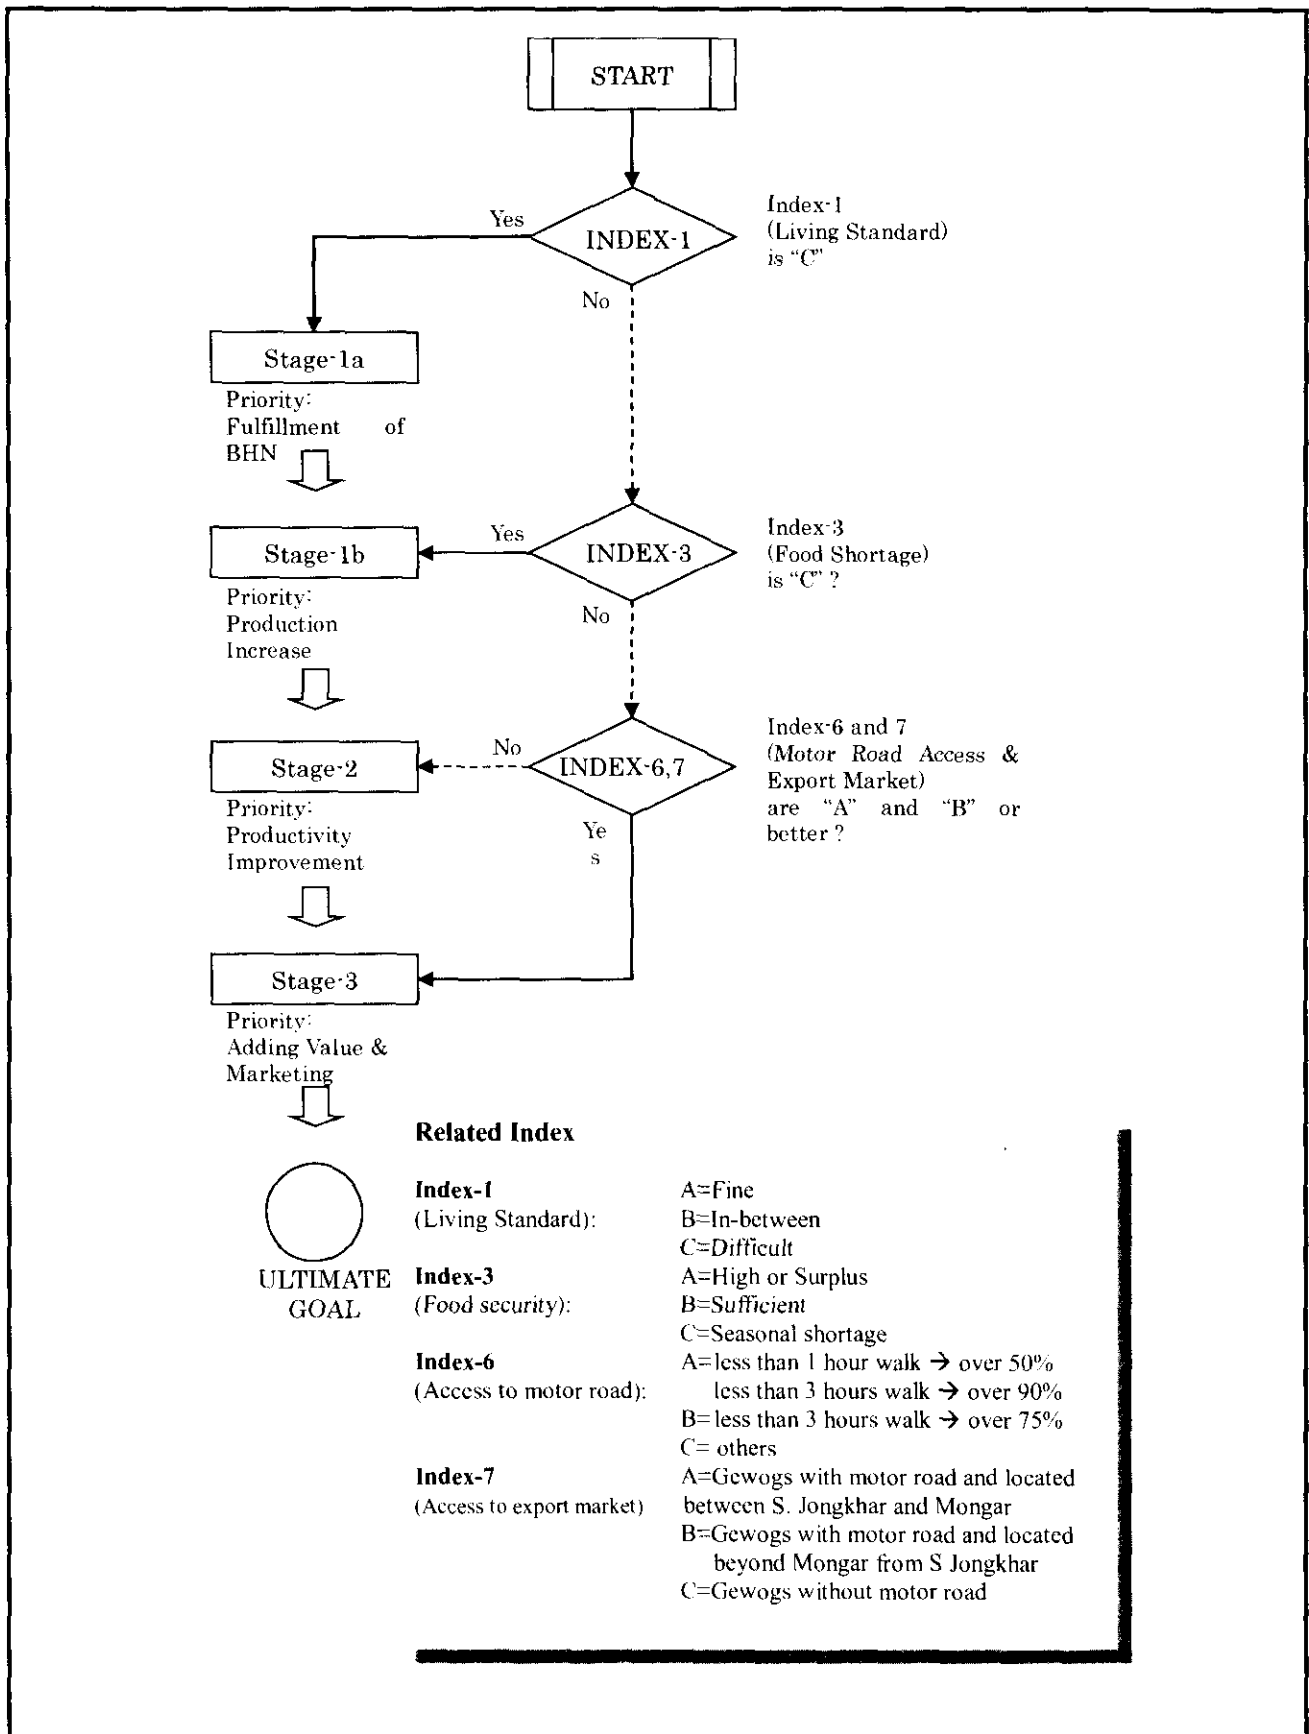 START
Yes
INDEX-1
Index-1
(Living Standard)
is “C”
No
Stage-1a
Priority:
Fulfillment of
BHN
Yes
INDEX-3
Index-3
(Food Shortage)
is “C” ?
Stage-1b
Priority:
Production
Increase
No
No
INDEX-6,7
Index-6 and 7
(Motor Road Access &
Export Market)
are “A” and “B” or
better ?
Stage-2
Priority:
Productivity
Improvement
Ye
s
Stage-3
Priority:
Adding Value &
Marketing
ULTIMATE
GOAL
Related Index
Index-1 A=Fine
(Living Standard): B=In-between
C=Difficult
Index-3 A=High or Surplus
(Food security): B=Sufficient
C=Seasonal shortage
Index-6 A=less than 1 hour walk → over 50%
(Access to motor road): less than 3 hours walk → over 90%
B=less than 3 hours walk → over 75%
C= others
Index-7 A=Gewogs with motor road and located
(Access to export market) between S. Jongkhar and Mongar
B=Gewogs with motor road and located
beyond Mongar from S Jongkhar
C=Gewogs without motor road